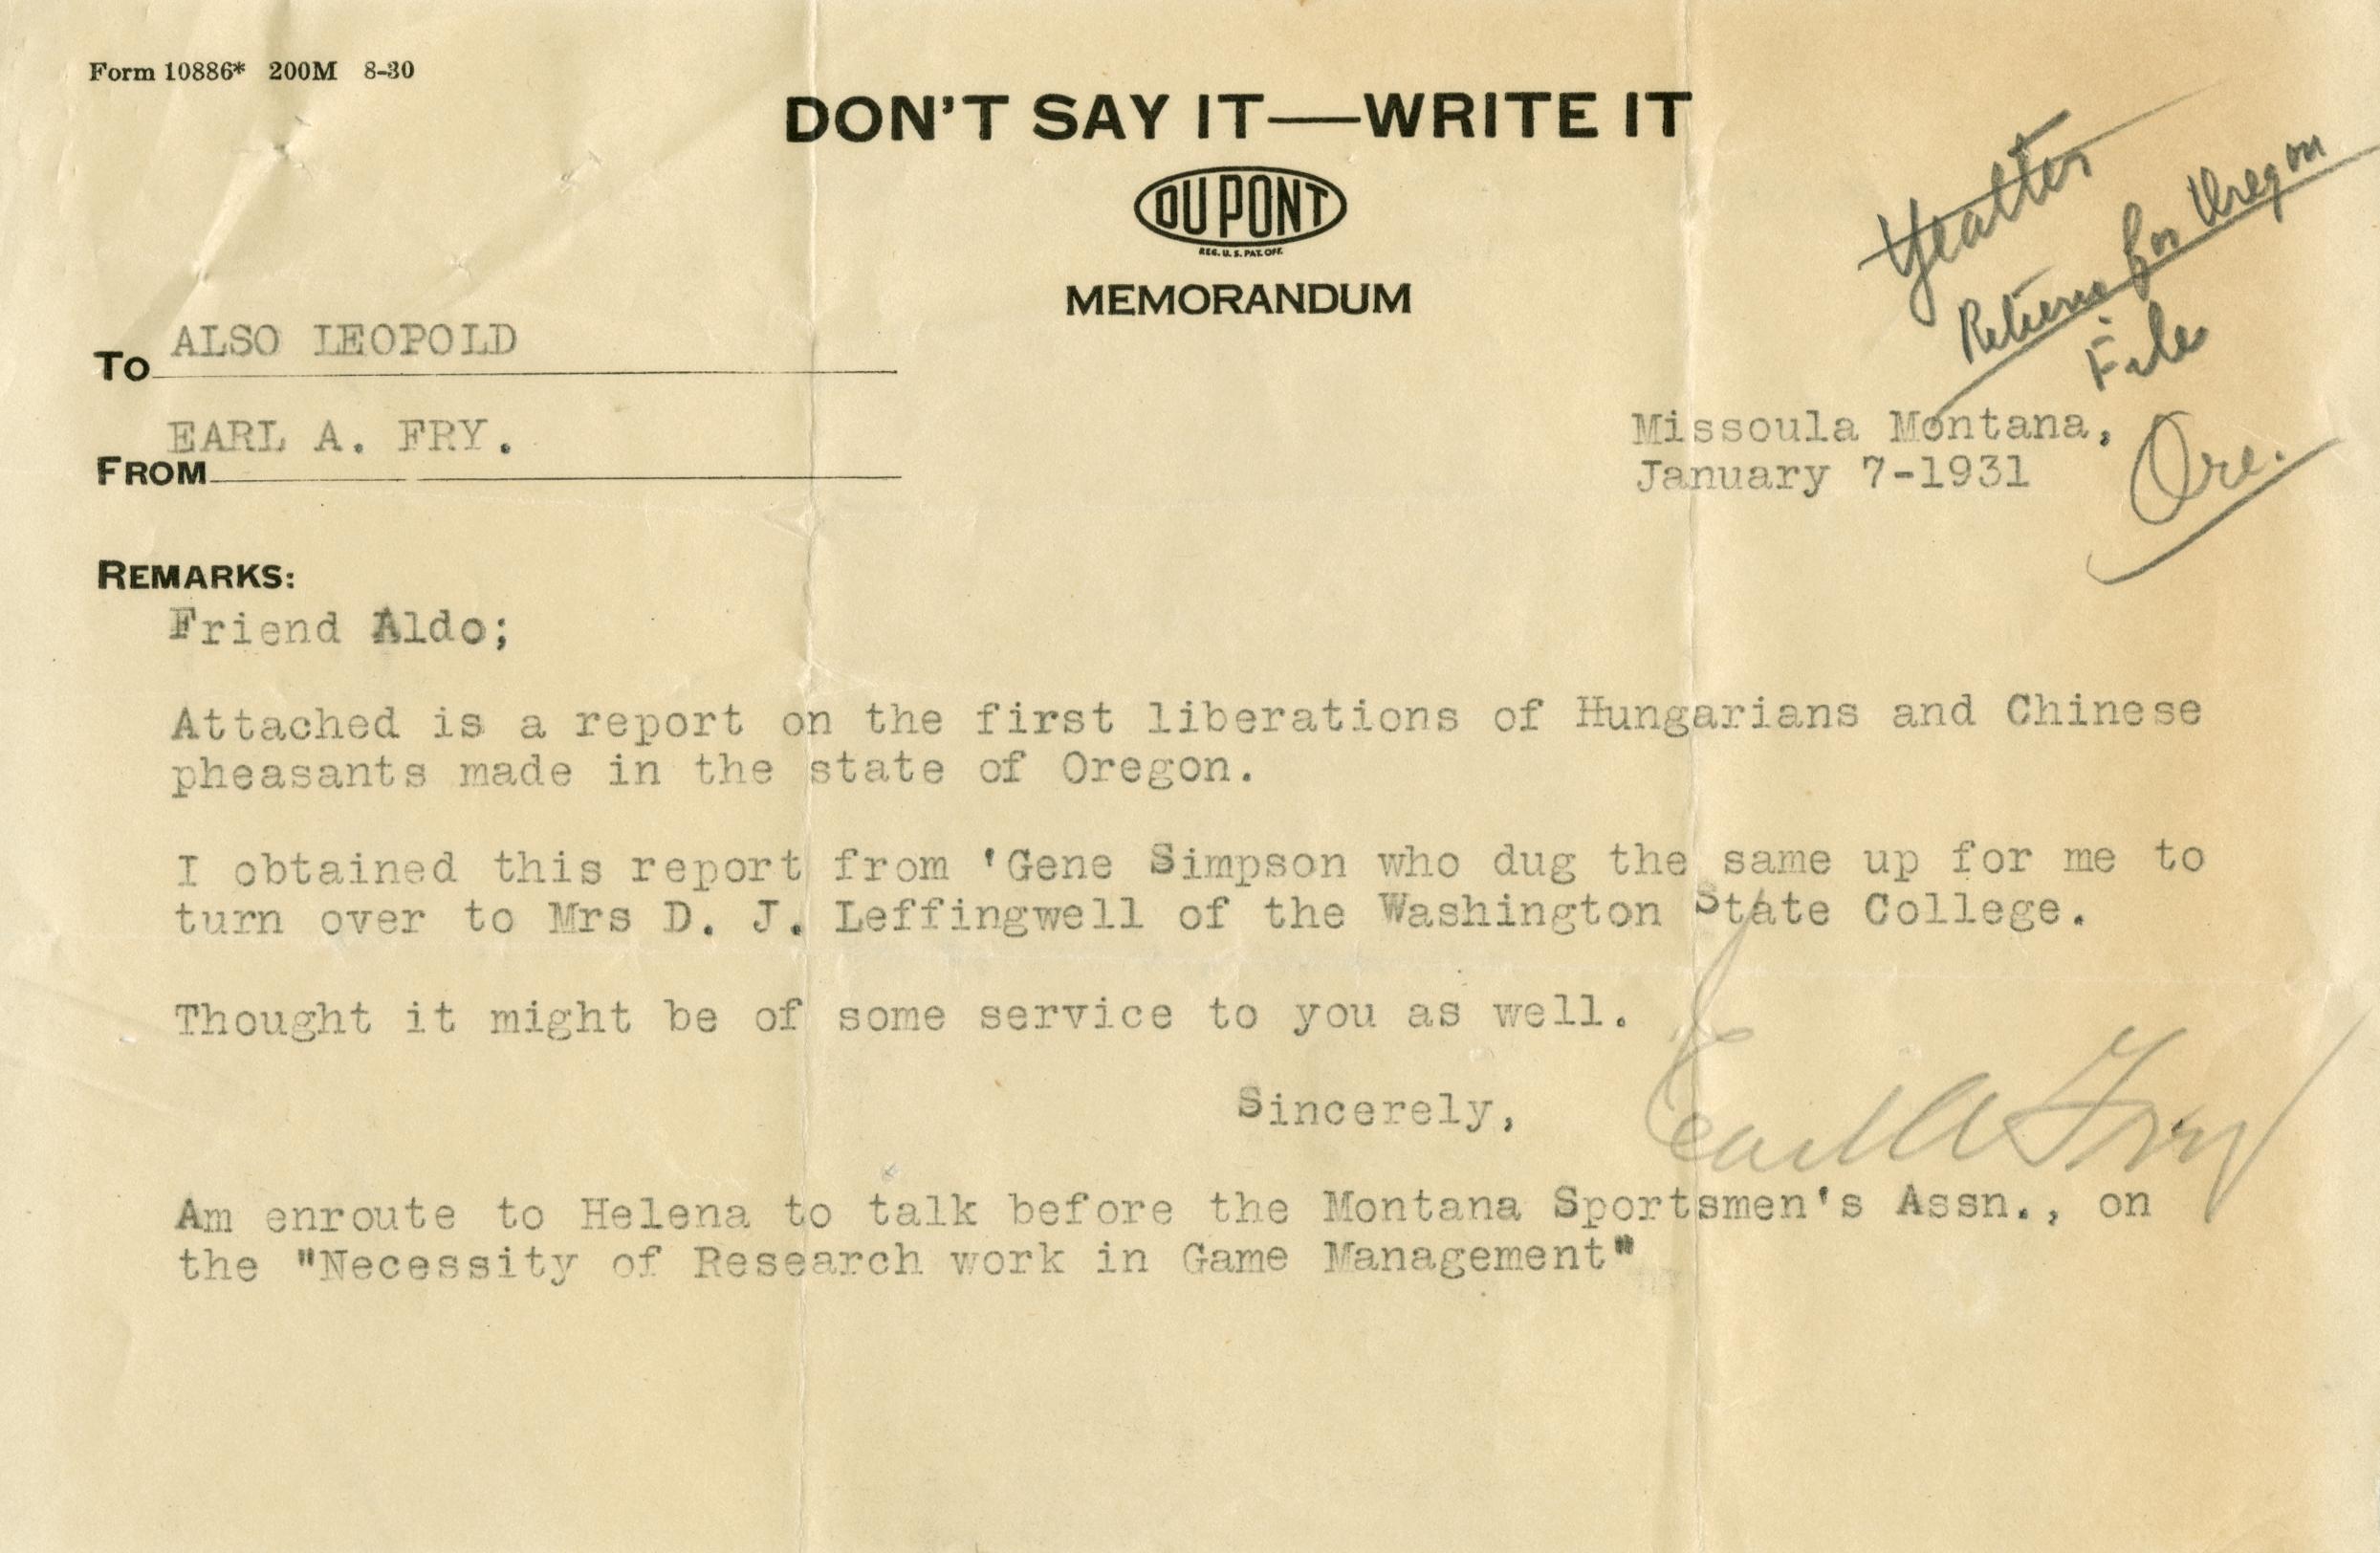 Form 10886* 200M 8-30
DON'T SAY IT—WRITE IT
DU PONT
REG. U. S. PAT. OFF.
MEMORANDUM
Yeatter
Return for Oregon
File
Ore.
To ALSO LEOPOLD
FROM EARL A. FRY.
Missoula Montana,
January 7-1931
REMARKS:
Friend Aldo;
Attached is a report on the first liberations of Hungarians and Chinese
pheasants made in the state of Oregon.
I obtained this report from 'Gene Simpson who dug the same up for me to
turn over to Mrs D. J. Leffingwell of the Washington State College.
Thought it might be of some service to you as well.
Sincerely,
Earl A Fry
Am enroute to Helena to talk before the Montana Sportsmen's Assn., on
the "Necessity of Research work in Game Management"